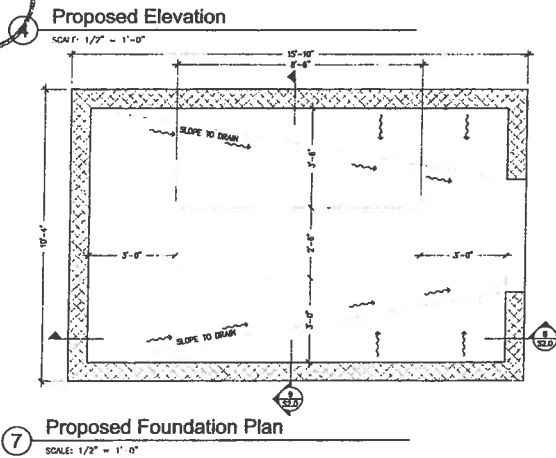 4 Proposed Elevation
SCALE: 1/2" = 1'-0"
15'-10"
8'-6"
SLOPE TO DRAIN
3'-6"
10'-4"
3'-0"
2'-6"
3'-0"
3'-0"
SLOPE TO DRAIN
8
S2.0
9
S2.0
7 Proposed Foundation Plan
SCALE: 1/2" = 1'-0"